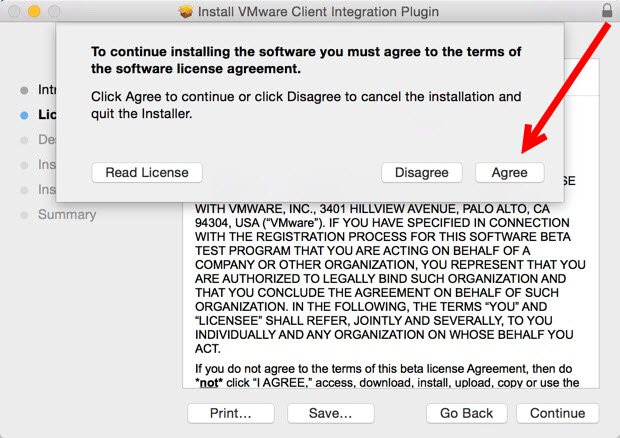 Install VMware Client Integration Plugin
To continue installing the software you must agree to the terms of
the software license agreement.
Click Agree to continue or click Disagree to cancel the installation and
quit the Installer.
Read License
Disagree
Agree
Intr
Lic
De
Ins
Ins
Summary
SE
WITH VMWARE, INC., 3401 HILLVIEW AVENUE, PALO ALTO, CA
94304, USA (“VMware”). IF YOU HAVE SPECIFIED IN CONNECTION
WITH THE REGISTRATION PROCESS FOR THIS SOFTWARE BETA
TEST PROGRAM THAT YOU ARE ACTING ON BEHALF OF A
COMPANY OR OTHER ORGANIZATION, YOU REPRESENT THAT YOU
ARE AUTHORIZED TO LEGALLY BIND SUCH ORGANIZATION AND
THAT YOU CONCLUDE THE AGREEMENT ON BEHALF OF SUCH
ORGANIZATION. IN THE FOLLOWING, THE TERMS “YOU” AND
“LICENSEE” SHALL REFER, JOINTLY AND SEVERALLY, TO YOU
INDIVIDUALLY AND ANY ORGANIZATION ON WHOSE BEHALF YOU
ACT.
If you do not agree to the terms of this beta license Agreement, then do
*not* click “I AGREE,” access, download, install, upload, copy or use the
Print...
Save...
Go Back
Continue